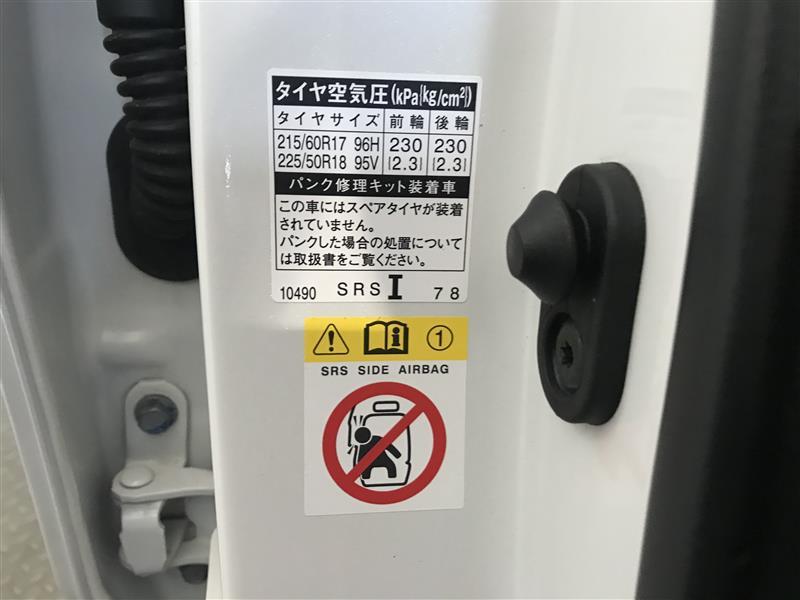 タイヤ空気圧(kPa{kg/cm²})
タイヤサイズ 前輪 後輪
215/60R17 96H 230 230
225/50R18 95V {2.3} {2.3}
パンク修理キット装着車
この車にはスペアタイヤが装着
されていません。
パンクした場合の処置について
は取扱書をご覧ください。
10490 SRS I 78
1
SRS SIDE AIRBAG